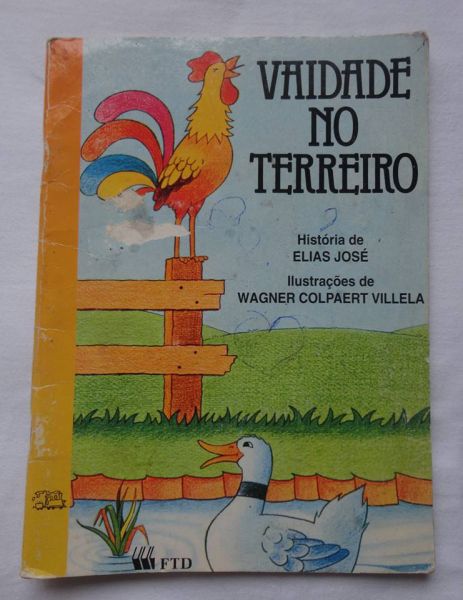 VAIDADE
NO
TERREIRO
História de
ELIAS JOSÉ
Ilustrações de
WAGNER COLPAERT VILLELA
FTD